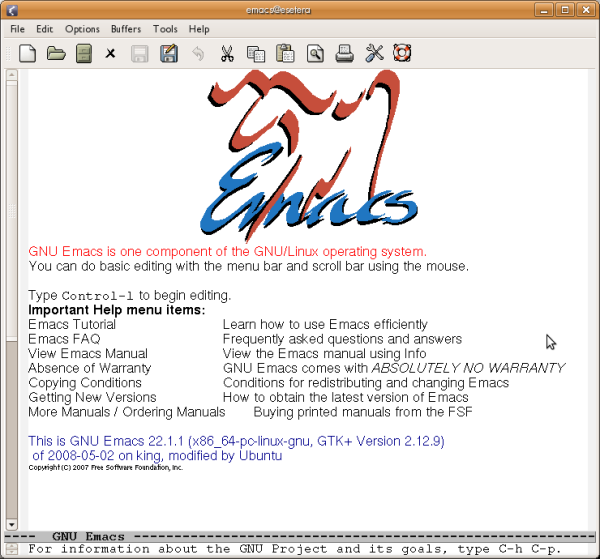 emacs@esetera
File Edit Options Buffers Tools Help
Emacs
GNU Emacs is one component of the GNU/Linux operating system.
You can do basic editing with the menu bar and scroll bar using the mouse.
Type Control-l to begin editing.
Important Help menu items:
Emacs Tutorial Learn how to use Emacs efficiently
Emacs FAQ Frequently asked questions and answers
View Emacs Manual View the Emacs manual using Info
Absence of Warranty GNU Emacs comes with ABSOLUTELY NO WARRANTY
Copying Conditions Conditions for redistributing and changing Emacs
Getting New Versions How to obtain the latest version of Emacs
More Manuals / Ordering Manuals Buying printed manuals from the FSF
This is GNU Emacs 22.1.1 (x86_64-pc-linux-gnu, GTK+ Version 2.12.9)
of 2008-05-02 on king, modified by Ubuntu
Copyright (C) 2007 Free Software Foundation, Inc.
----  GNU Emacs ----------------------------------------------------
For information about the GNU Project and its goals, type C-h C-p.